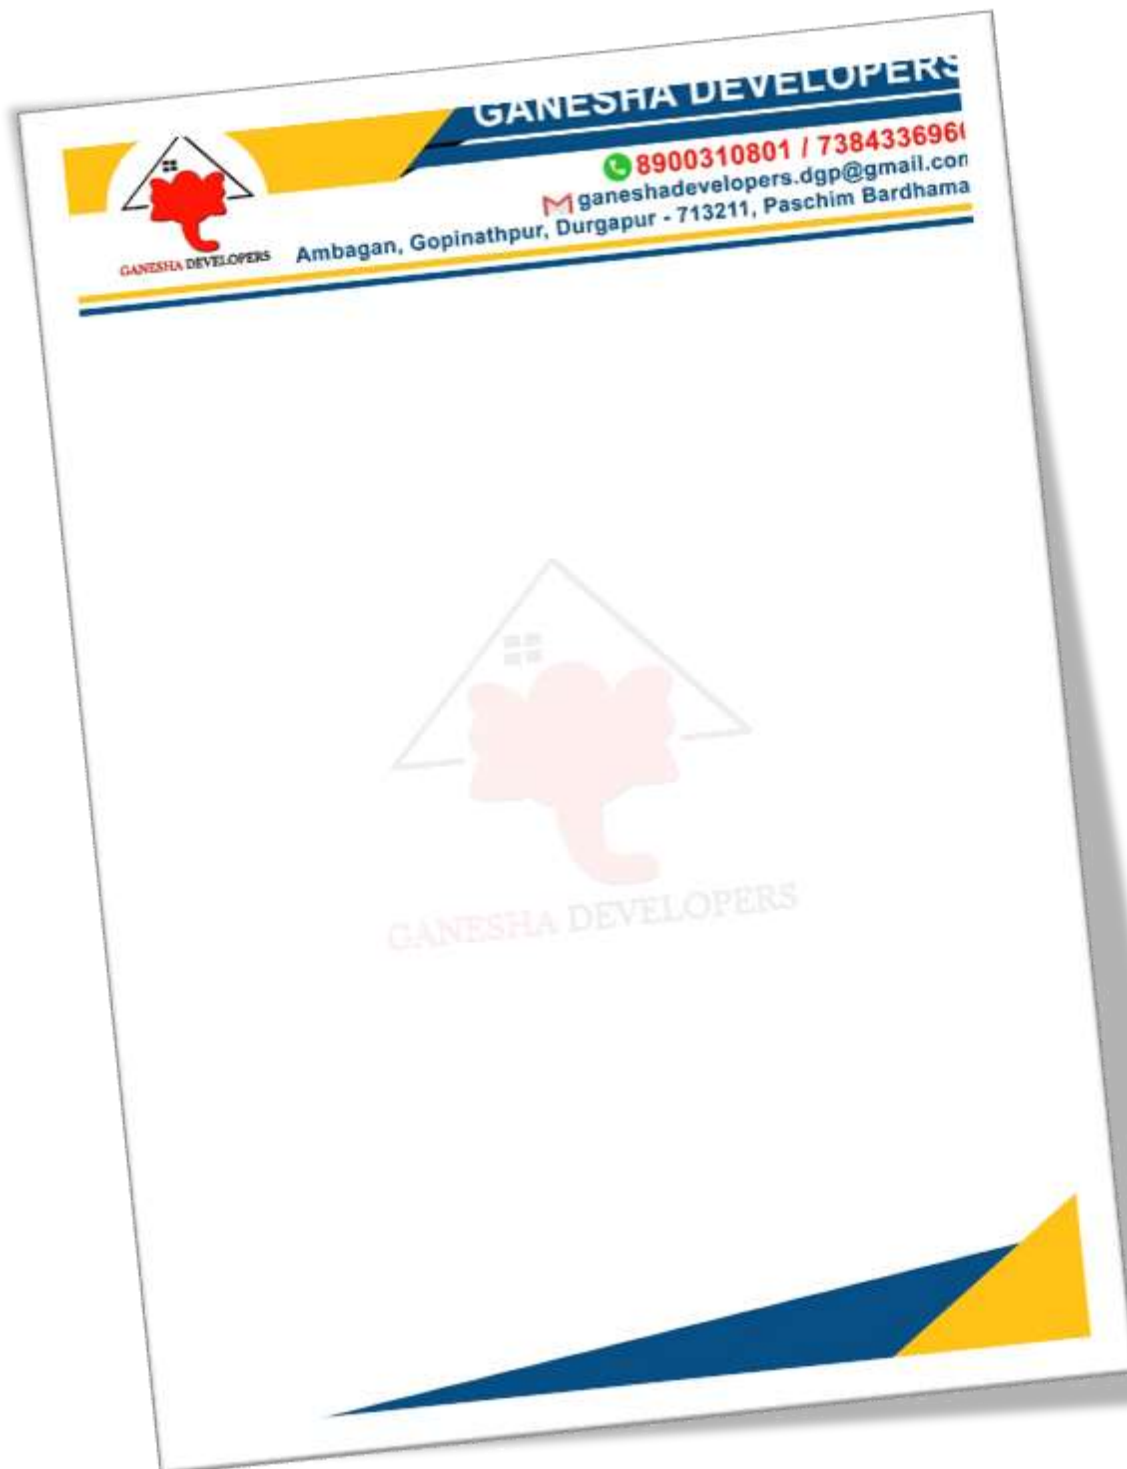 GANESHA DEVELOPERS
8900310801 / 738433696
ganeshadevelopers.dgp@gmail.com
Ambagan, Gopinathpur, Durgapur - 713211, Paschim Bardhama
GANESHA DEVELOPERS
GANESHA DEVELOPERS